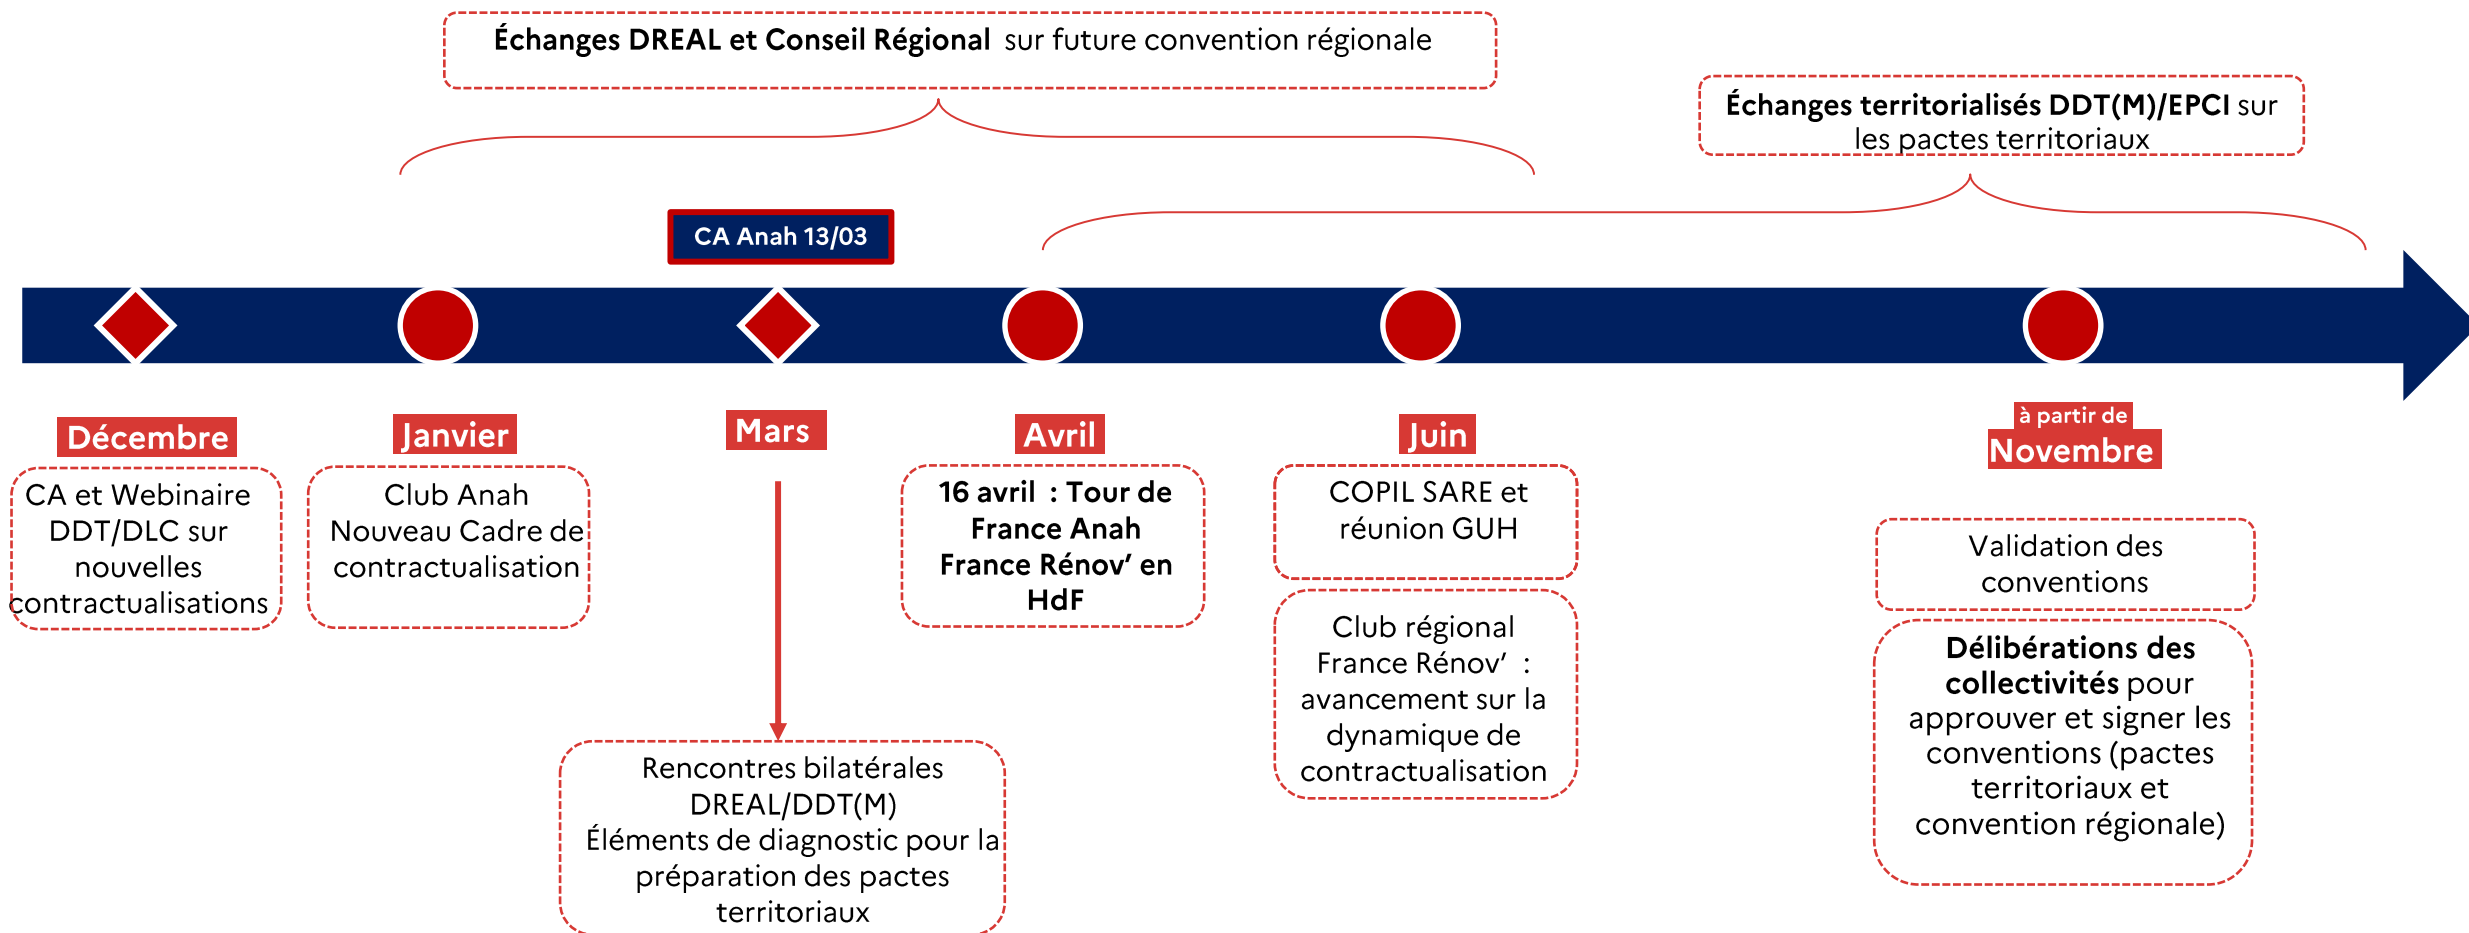 Échanges DREAL et Conseil Régional sur future convention régionale
Échanges territorialisés DDT(M)/EPCI sur
les pactes territoriaux
CA Anah 13/03
Décembre
CA et Webinaire
DDT/DLC sur
nouvelles
contractualisations
Janvier
Club Anah
Nouveau Cadre de
contractualisation
Mars
Rencontres bilatérales
DREAL/DDT(M)
Éléments de diagnostic pour la
préparation des pactes
territoriaux
Avril
16 avril : Tour de
France Anah
France Rénov’ en
HdF
Juin
COPIL SARE et
réunion GUH
Club régional
France Rénov’ :
avancement sur la
dynamique de
contractualisation
à partir de
Novembre
Validation des
conventions
Délibérations des
collectivités pour
approuver et signer les
conventions (pactes
territoriaux et
convention régionale)